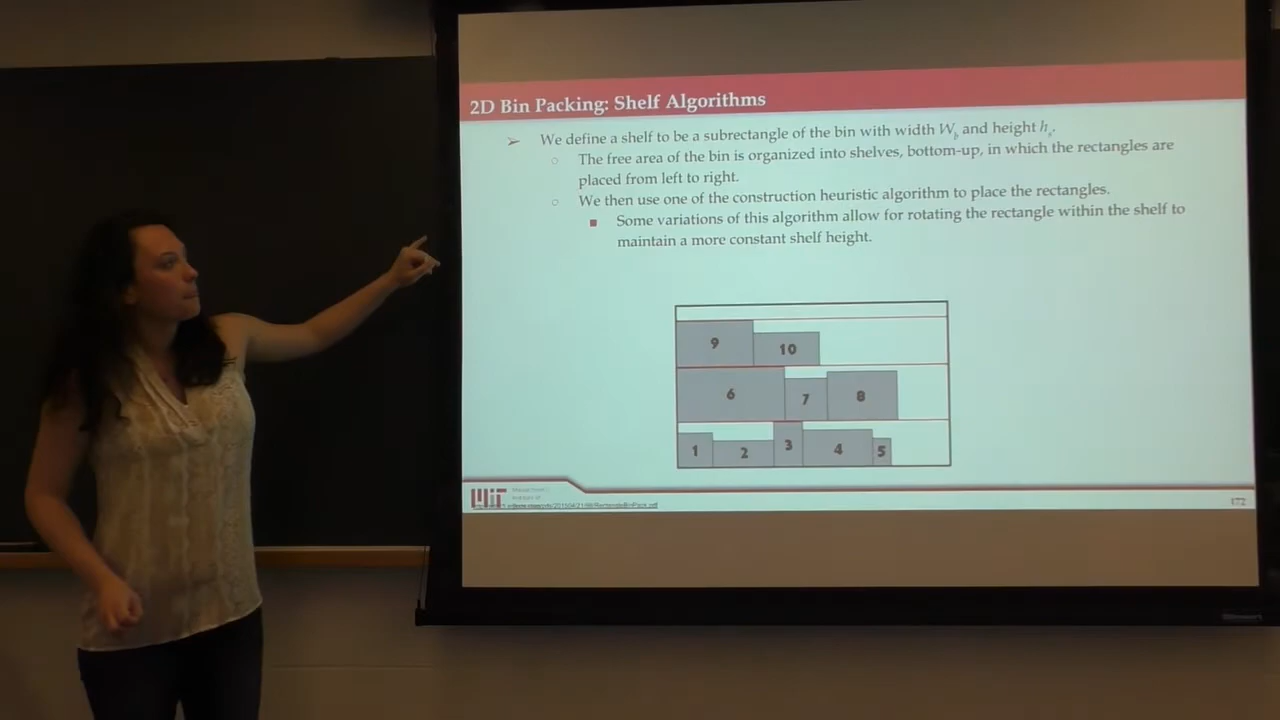 2D Bin Packing: Shelf Algorithms
➢ We define a shelf to be a subrectangle of the bin with width W_b and height h_s.
○ The free area of the bin is organized into shelves, bottom-up, in which the rectangles are
placed from left to right.
○ We then use one of the construction heuristic algorithm to place the rectangles.
■ Some variations of this algorithm allow for rotating the rectangle within the shelf to
maintain a more constant shelf height.
9 10
6 7 8
1 2 3 4 5
MIT
172